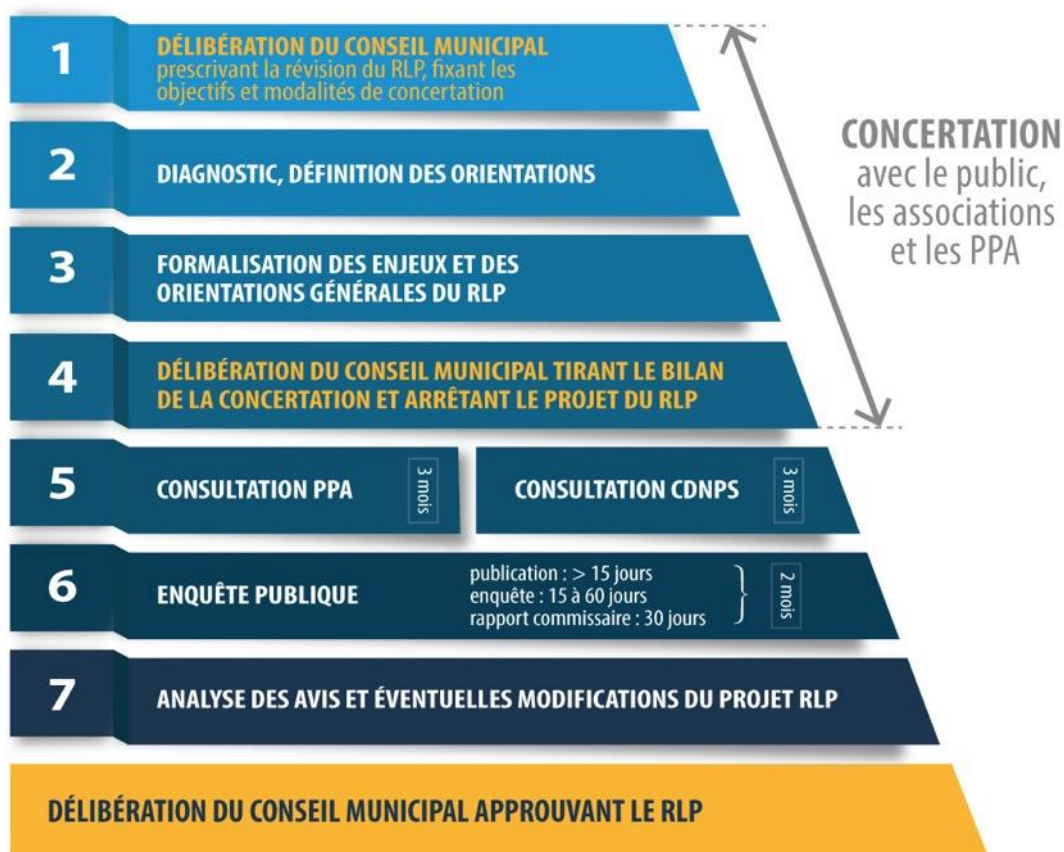 1
DÉLIBÉRATION DU CONSEIL MUNICIPAL
prescrivant la révision du RLP, fixant les
objectifs et modalités de concertation
2
DIAGNOSTIC, DÉFINITION DES ORIENTATIONS
3
FORMALISATION DES ENJEUX ET DES
ORIENTATIONS GÉNÉRALES DU RLP
4
DÉLIBÉRATION DU CONSEIL MUNICIPAL TIRANT LE BILAN
DE LA CONCERTATION ET ARRÊTANT LE PROJET DU RLP
CONCERTATION
avec le public,
les associations
et les PPA
5
CONSULTATION PPA
3 mois
CONSULTATION CDNPS
3 mois
6
ENQUÊTE PUBLIQUE
publication : > 15 jours
enquête : 15 à 60 jours
rapport commissaire : 30 jours
2 mois
7
ANALYSE DES AVIS ET ÉVENTUELLES MODIFICATIONS DU PROJET RLP
DÉLIBÉRATION DU CONSEIL MUNICIPAL APPROUVANT LE RLP